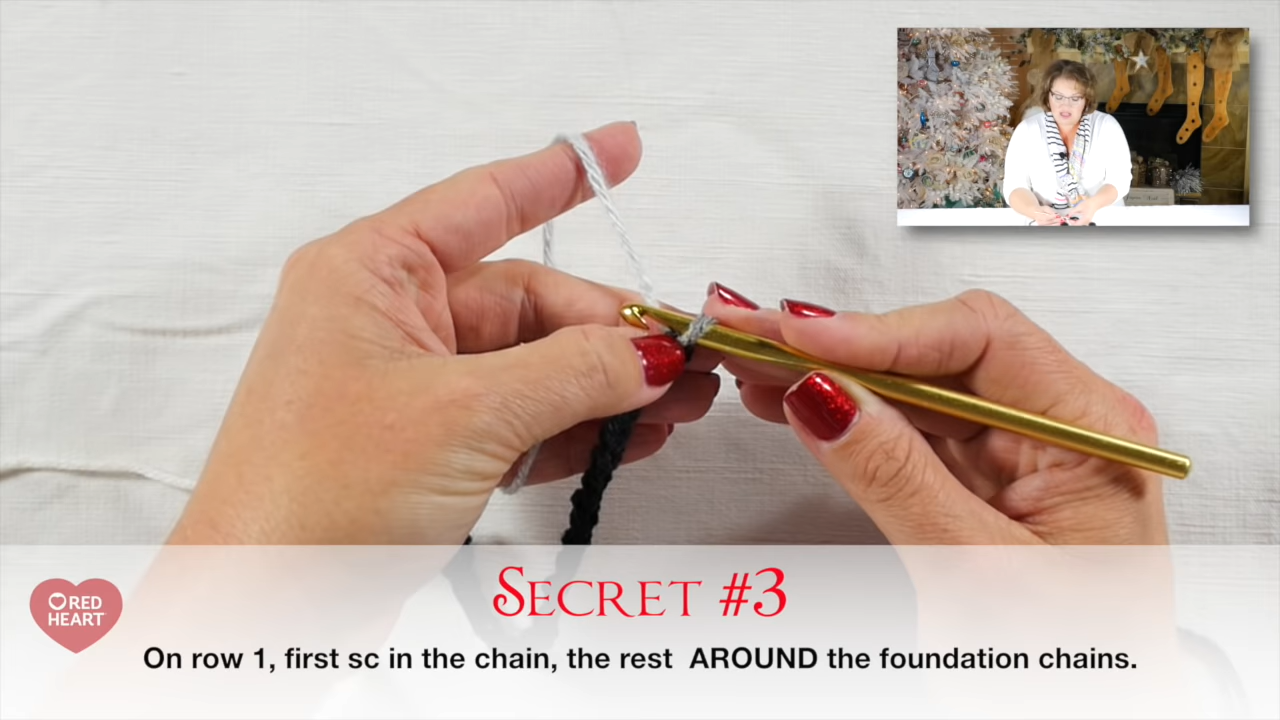 SECRET #3
RED
HEART
On row 1, first sc in the chain, the rest AROUND the foundation chains.